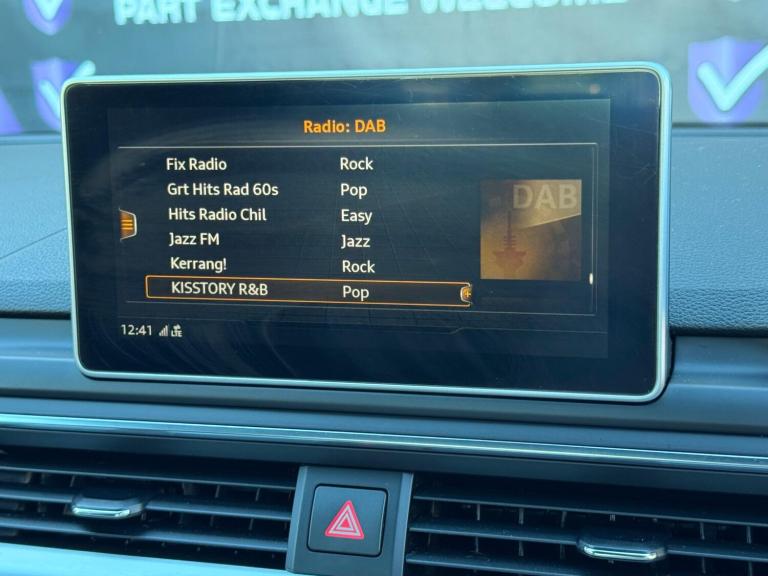 PART EXCHANGE WELCOME
Radio: DAB
Fix Radio Rock
Grt Hits Rad 60s Pop
Hits Radio Chil Easy
Jazz FM Jazz
Kerrang! Rock
KISSTORY R&B Pop
DAB
12:41 LTE